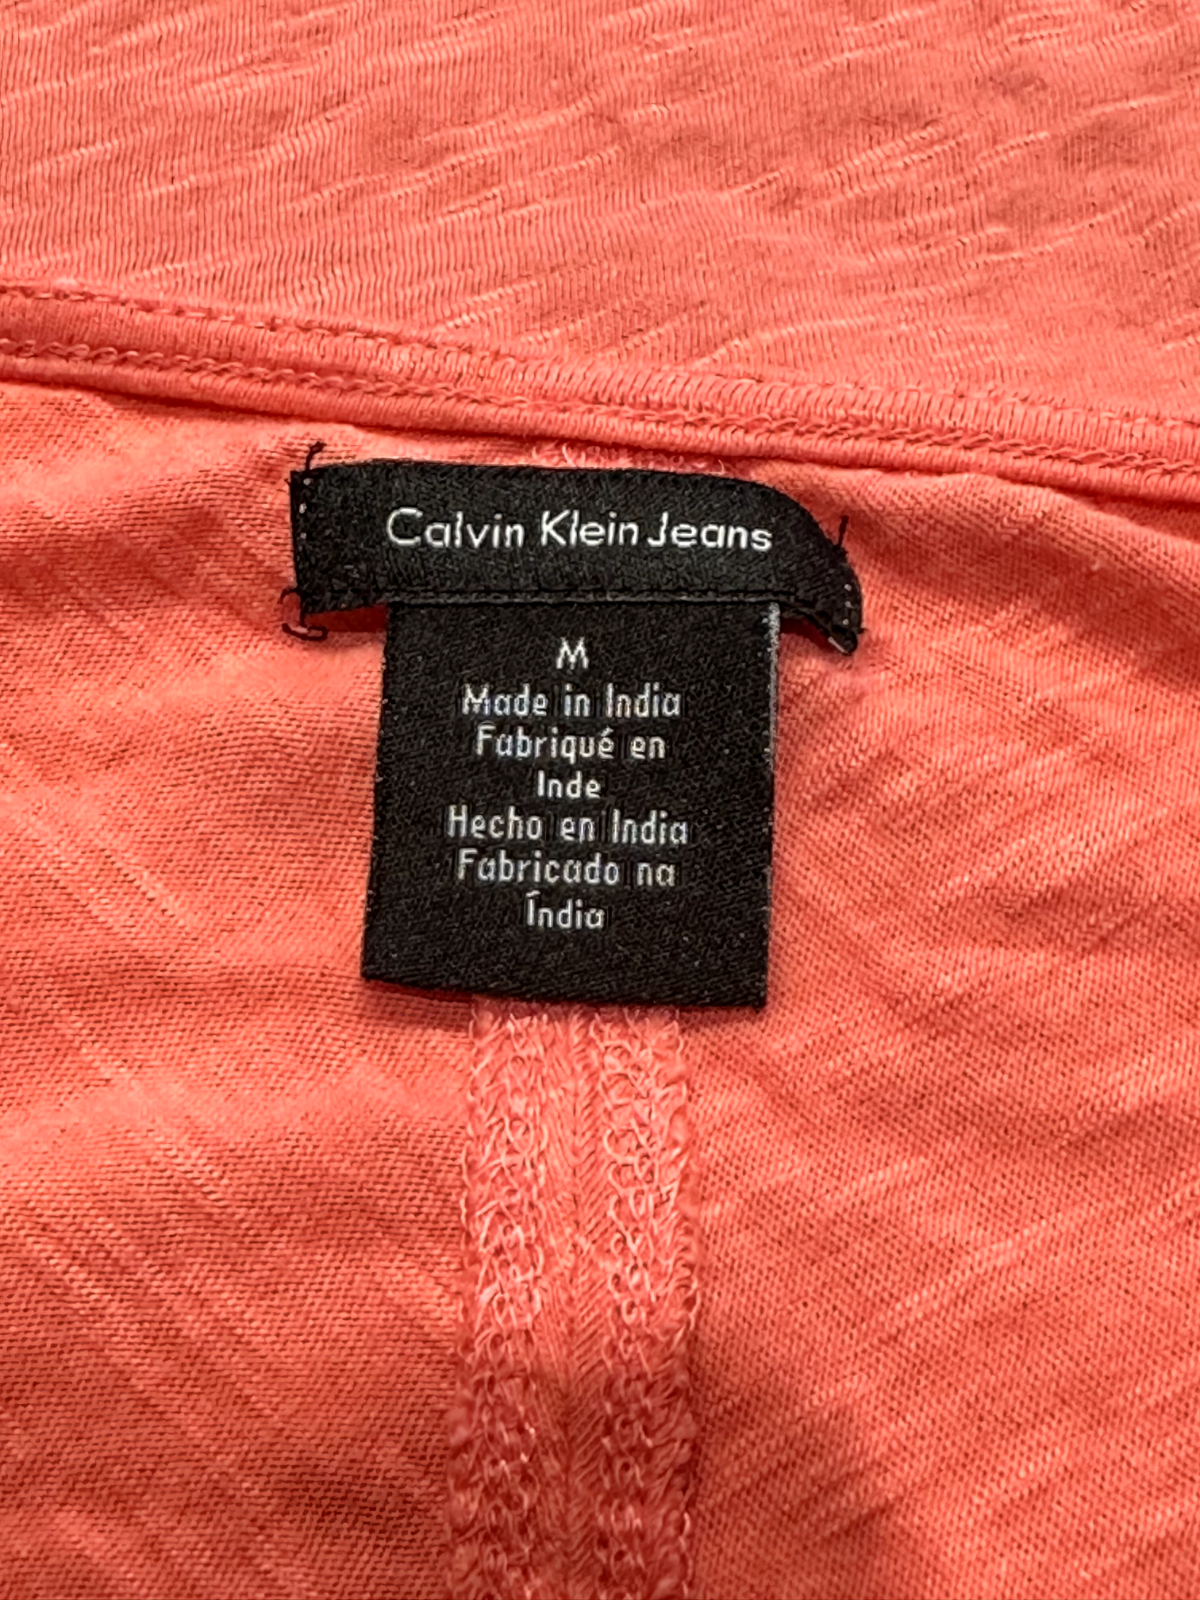 Calvin Klein Jeans
M
Made in India
Fabriqué en
Inde
Hecho en India
Fabricado na
Índia